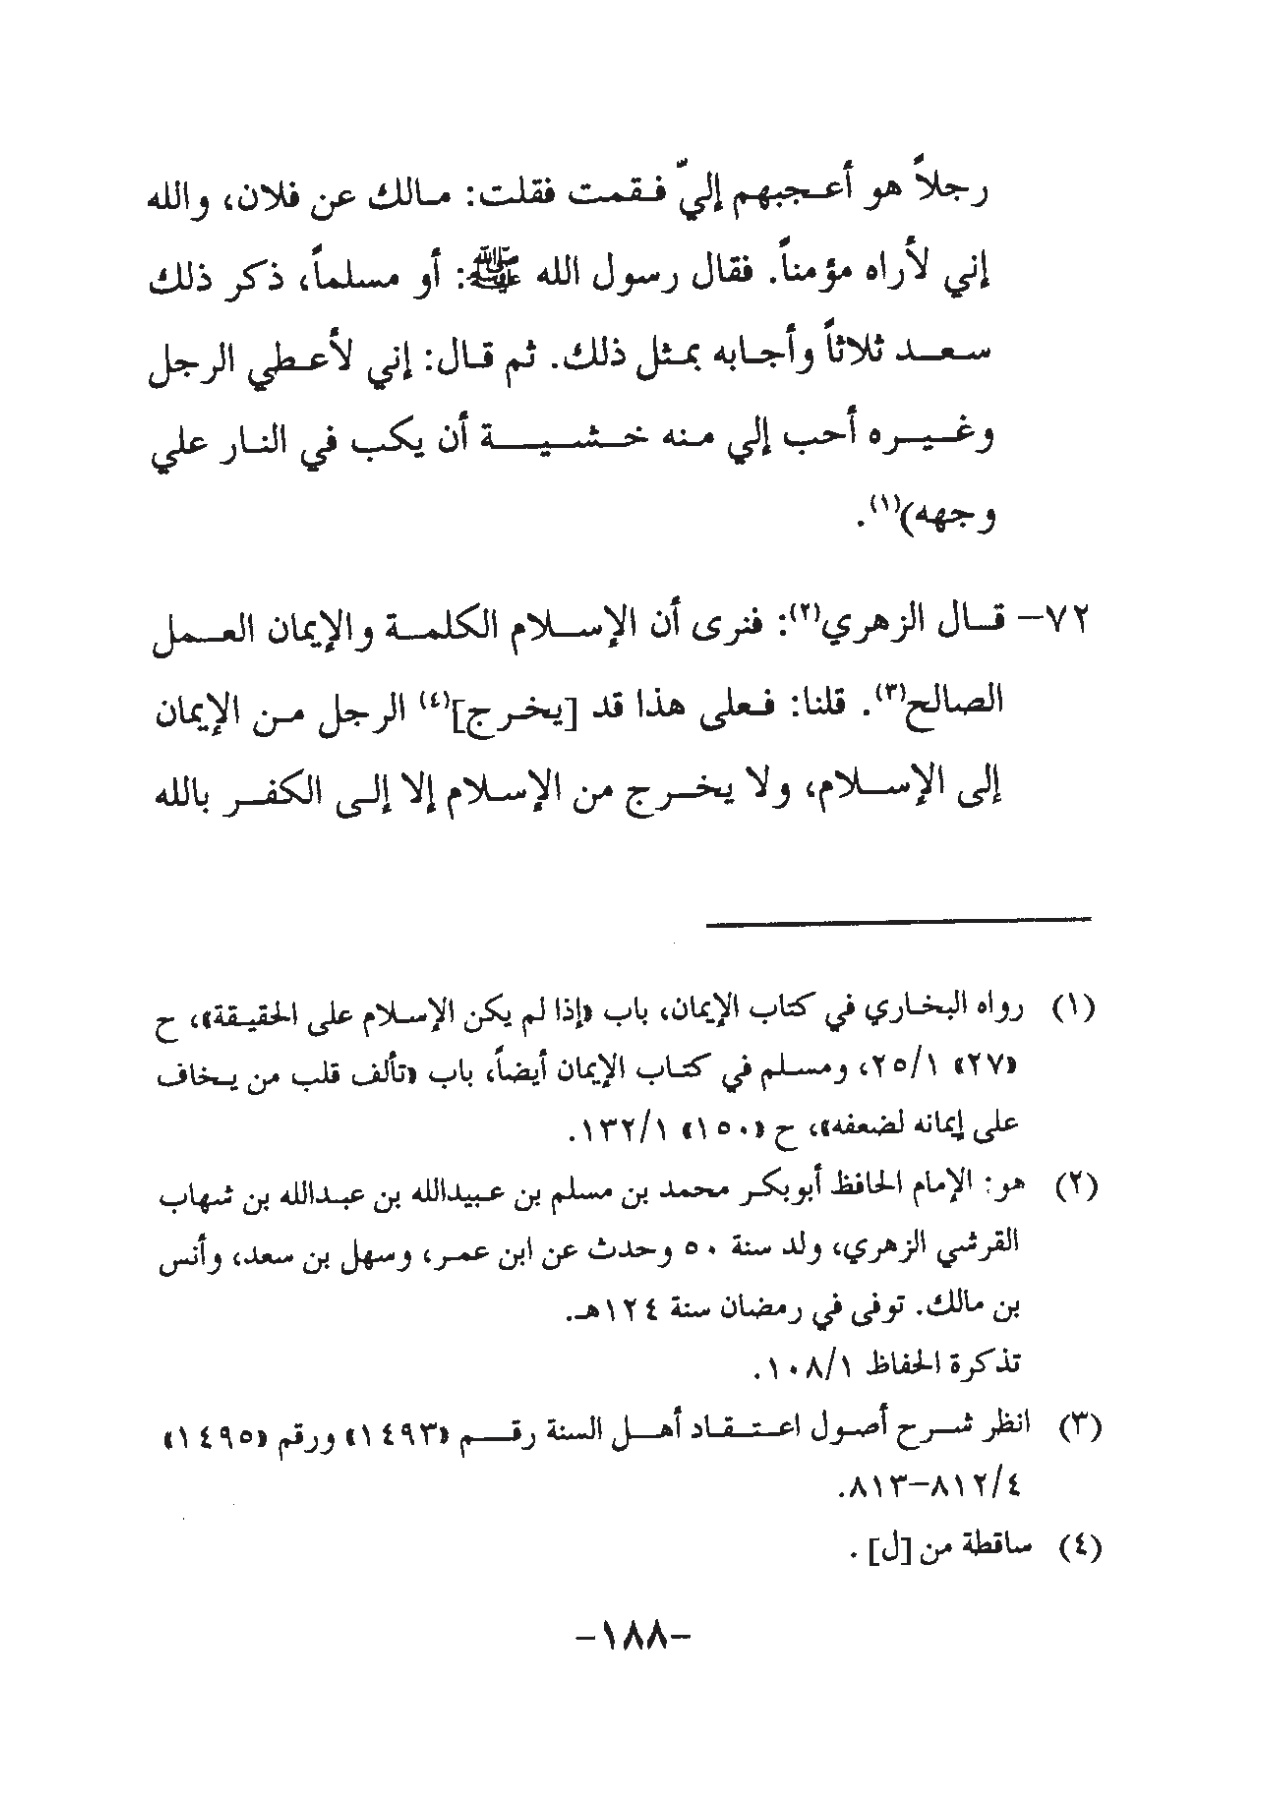 رجلاً هو أعجبهم إليّ فقمت فقلت: مالك عن فلان، والله
إني لأراه مؤمناً. فقال رسول الله ﷺ: أو مسلماً، ذكر ذلك
سعد ثلاثاً وأجابه بمثل ذلك. ثم قال: إني لأعطي الرجل
وغيره أحب إلي منه خشية أن يكب في النار علي
وجهه)(١).
٧٢- قال الزهري(٢): فنرى أن الإسلام الكلمة والإيمان العمل
الصالح(٣). قلنا: فعلى هذا قد [يخرج](٤) الرجل من الإيمان
إلى الإسلام، ولا يخرج من الإسلام إلا إلى الكفر بالله
(١) رواه البخاري في كتاب الإيمان، باب «إذا لم يكن الإسلام على الحقيقة»، ح
«٢٧» ٢٥/١، ومسلم في كتاب الإيمان أيضاً، باب «تألف قلب من يخاف
على إيمانه لضعفه»، ح «١٥٠» ١٣٢/١.
(٢) هو: الإمام الحافظ أبوبكر محمد بن مسلم بن عبيدالله بن عبدالله بن شهاب
القرشي الزهري، ولد سنة ٥٠ وحدث عن ابن عمر، وسهل بن سعد، وأنس
بن مالك. توفى في رمضان سنة ١٢٤هـ.
تذكرة الحفاظ ١٠٨/١.
(٣) انظر شرح أصول اعتقاد أهل السنة رقم «١٤٩٣» ورقم «١٤٩٥»
٨١٢/٤-٨١٣.
(٤) ساقطة من [ل] .
-١٨٨-